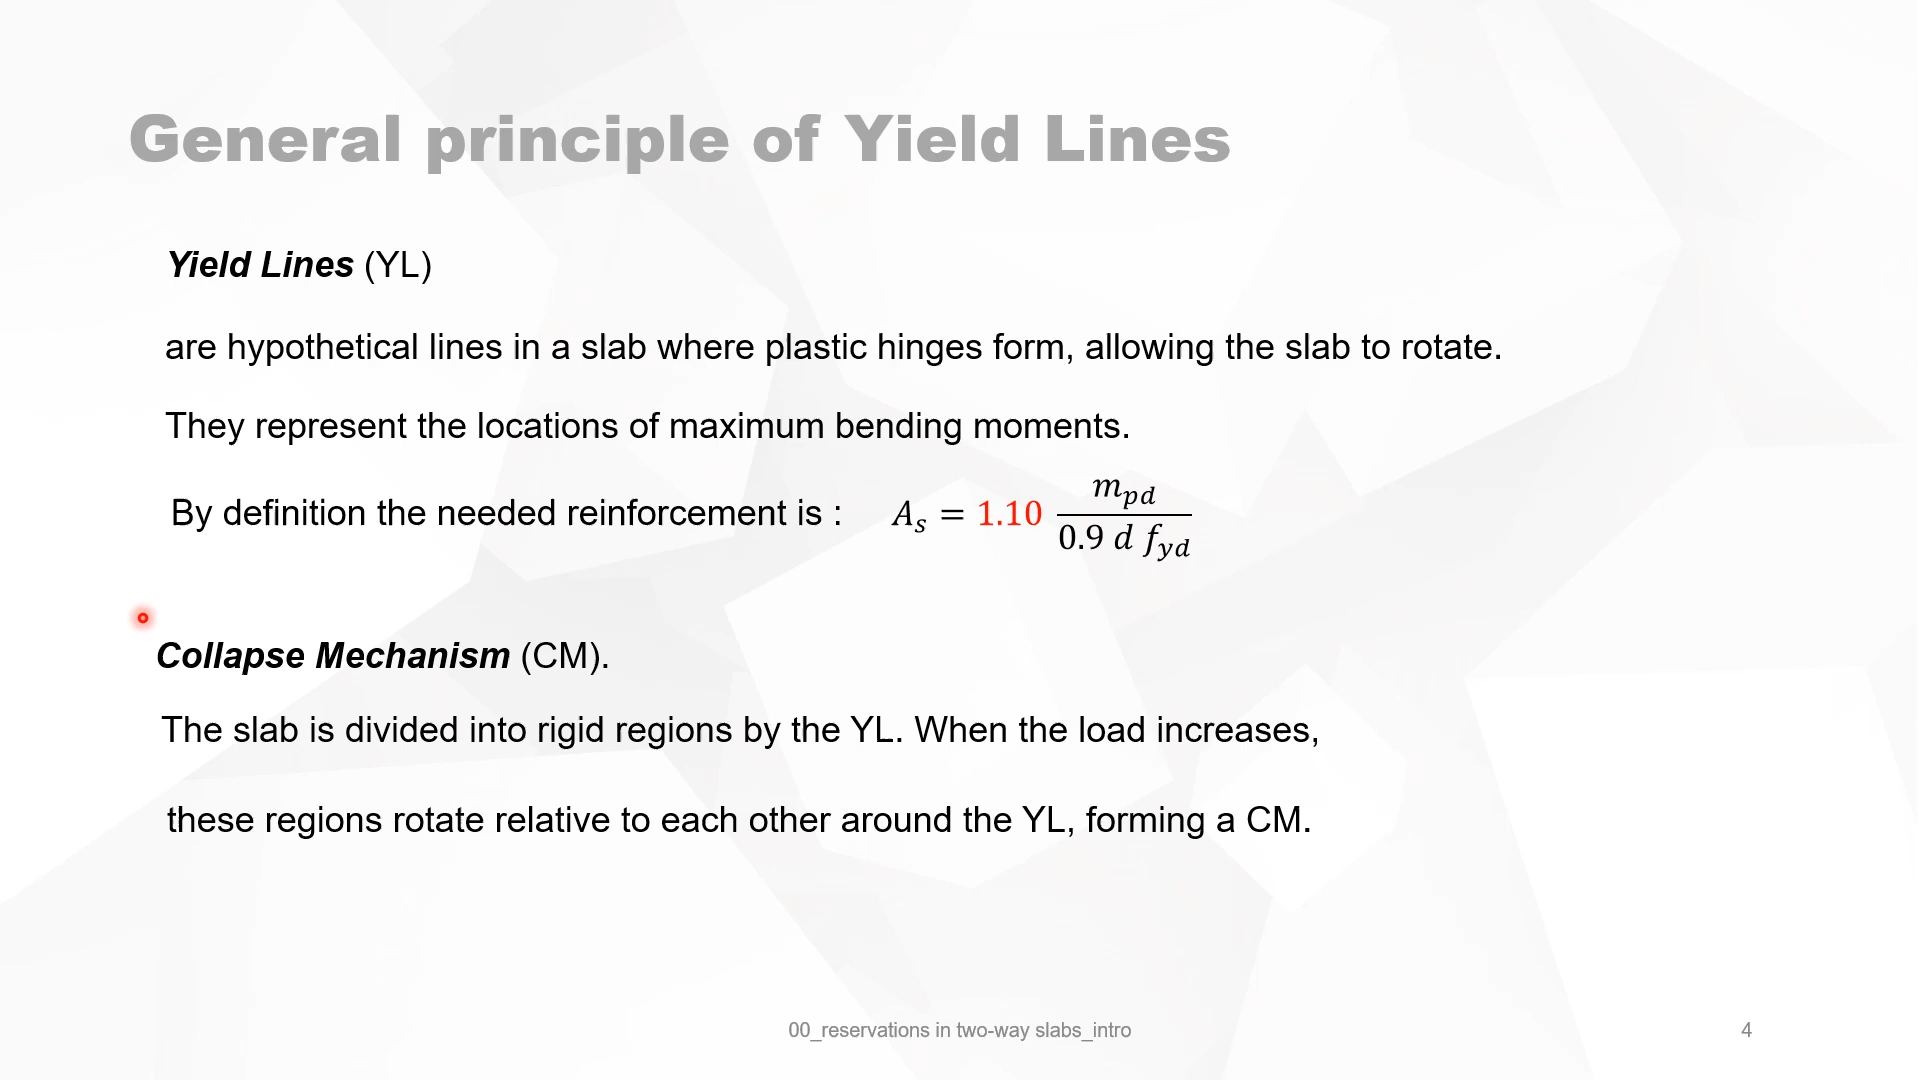 General principle of Yield Lines
Yield Lines (YL)
are hypothetical lines in a slab where plastic hinges form, allowing the slab to rotate.
They represent the locations of maximum bending moments.
By definition the needed reinforcement is : A_s = 1.10 m_pd / (0.9 d f_yd)
Collapse Mechanism (CM).
The slab is divided into rigid regions by the YL. When the load increases,
these regions rotate relative to each other around the YL, forming a CM.
00_reservations in two-way slabs_intro
4